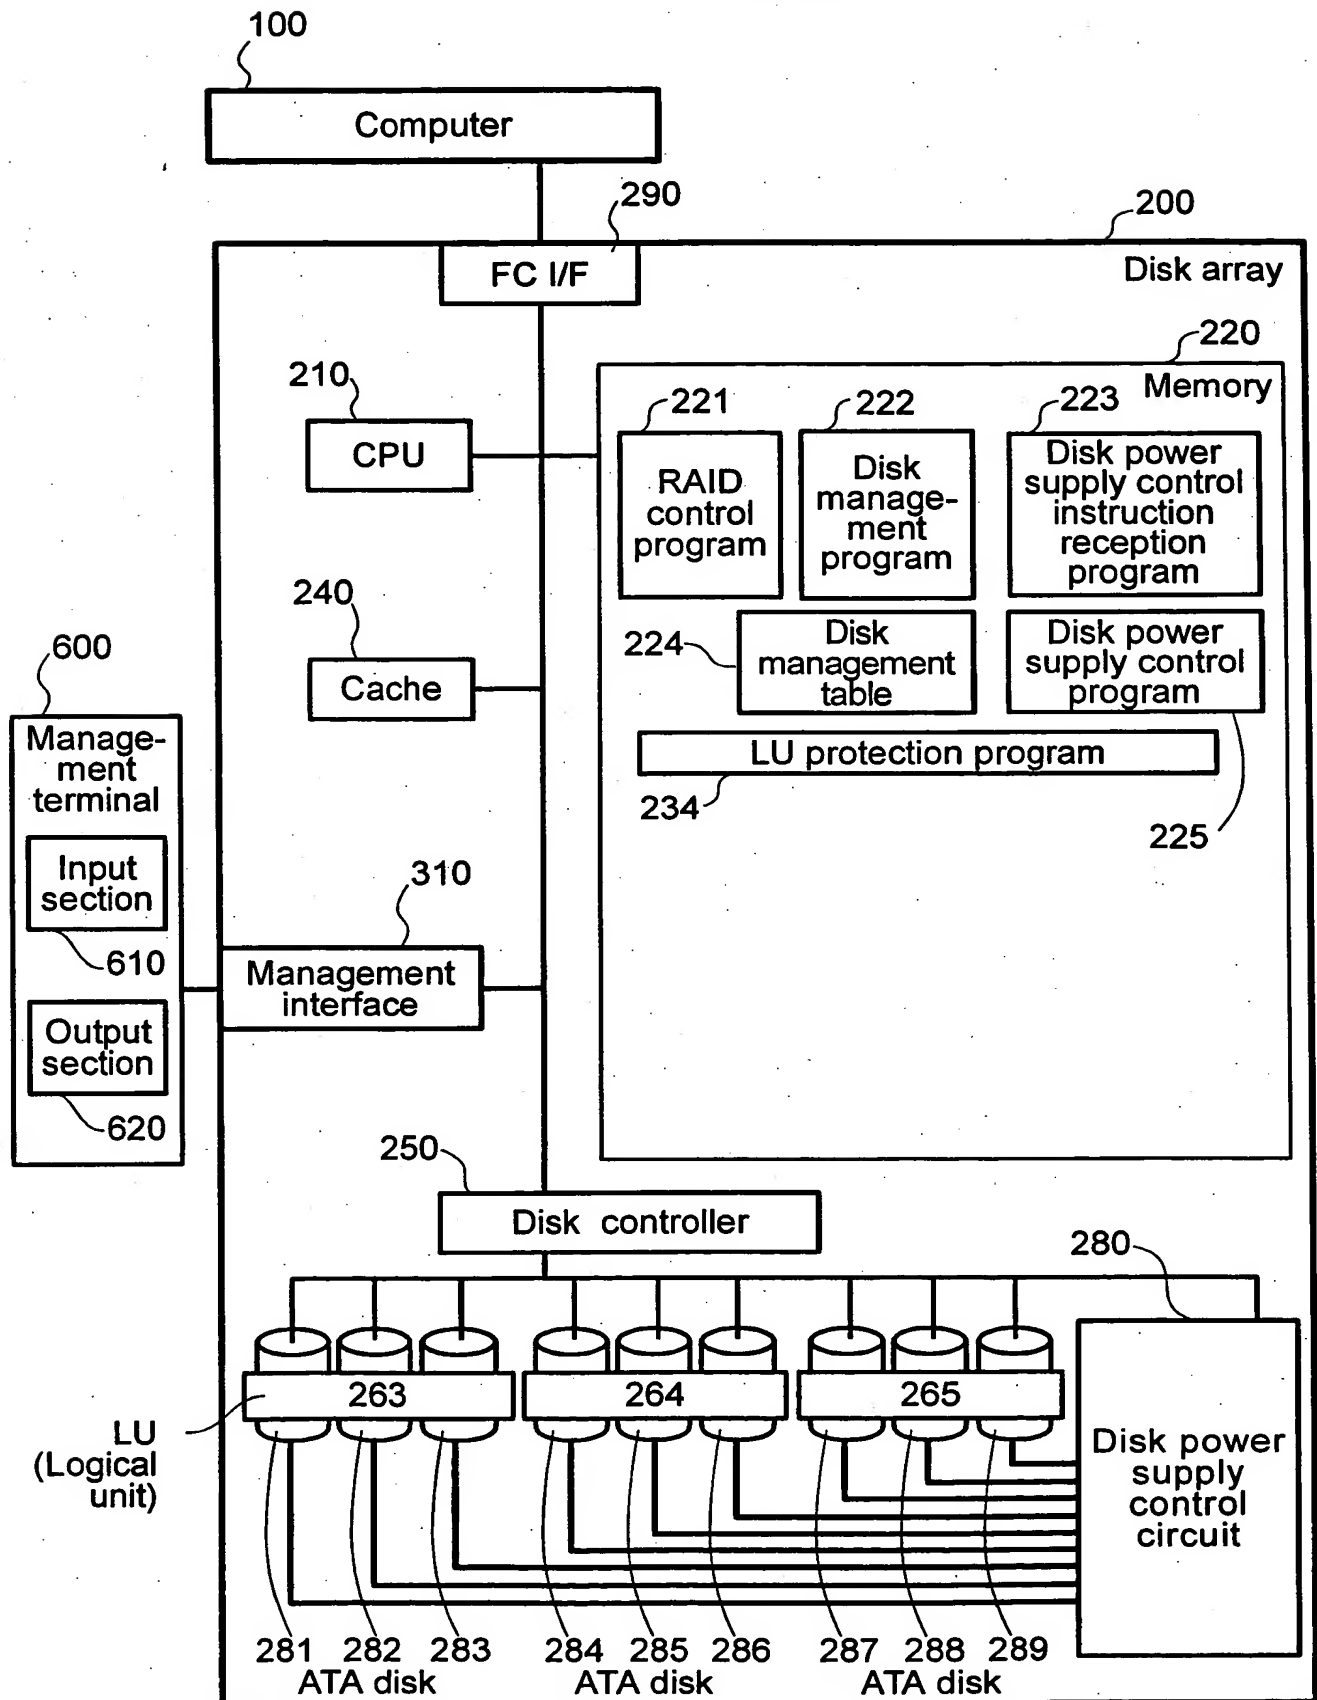 100
Computer
290
200
FC I/F
Disk array
220
Memory
210
CPU
221
222
223
RAID
control
program
Disk
manage-
ment
program
Disk power
supply control
instruction
reception
program
240
Cache
224
Disk
management
table
Disk power
supply control
program
600
Manage-
ment
terminal
LU protection program
234
225
Input
section
610
310
Management
interface
Output
section
620
250
Disk controller
280
263
264
265
LU
(Logical
unit)
Disk power
supply
control
circuit
281
282
283
284
285
286
287
288
289
ATA disk
ATA disk
ATA disk